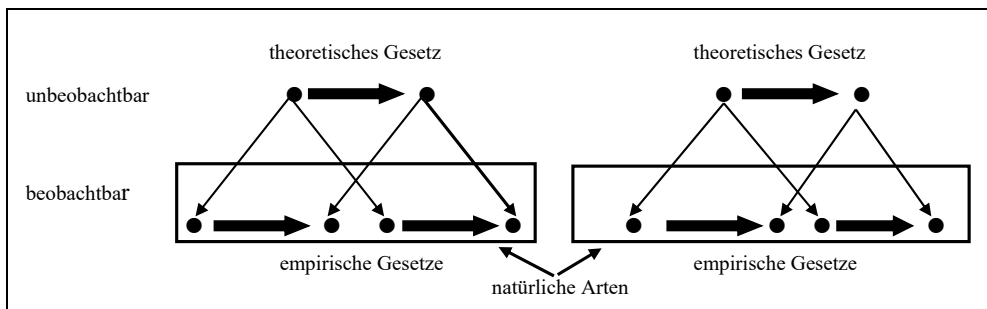 theoretisches Gesetz theoretisches Gesetz
unbeobachtbar
beobachtbar
empirische Gesetze empirische Gesetze
natürliche Arten